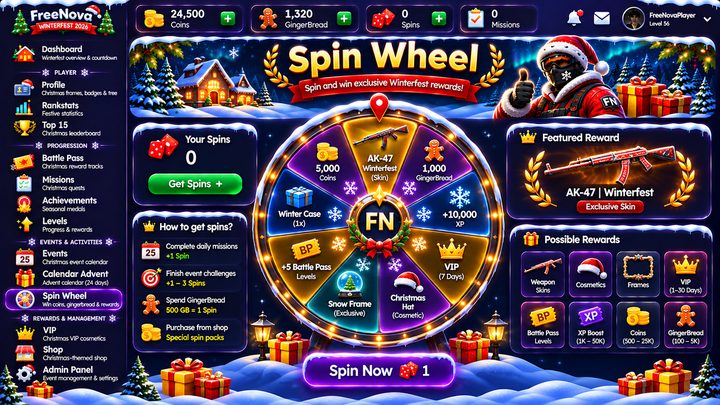 FreeNova
WINTERFEST 2026
24,500
Coins
1,320
GingerBread
0
Spins
0
Missions
FreeNovaPlayer
Level 56
Dashboard
Winterfest overview & countdown
PLAYER
Profile
Christmas frames, badges & free
Rankstats
Festive statistics
Top 15
Christmas leaderboard
PROGRESSION
Battle Pass
Christmas reward tracks
Missions
Christmas quests
Achievements
Seasonal medals
Levels
Progress & rewards
EVENTS & ACTIVITIES
25
Events
Christmas event calendar
Calendar Advent
Advent calendar (24 days)
Spin Wheel
Win coins, gingerbread & rewards
REWARDS & MANAGEMENT
VIP
Christmas VIP cosmetics
Shop
Christmas-themed shop
Admin Panel
Event management & settings
Spin Wheel
Spin and win exclusive Winterfest rewards!
FN
Your Spins
0
Get Spins +
How to get spins?
25
Complete daily missions
+1 Spin
Finish event challenges
+1 – 3 Spins
Spend GingerBread
500 GB = 1 Spin
Purchase from shop
Special spin packs
AK-47
Winterfest
(Skin)
1,000
GingerBread
+10,000
XP
VIP
(7 Days)
Christmas
Hat
(Cosmetic)
Snow Frame
(Exclusive)
BP
+5 Battle Pass
Levels
Winter Case
(1x)
5,000
Coins
FN
Spin Now 1
Featured Reward
AK-47 | Winterfest
Exclusive Skin
Possible Rewards
Weapon
Skins
Cosmetics
Frames
VIP
(1–30 Days)
BP
Battle Pass
Levels
XP
XP Boost
(1K – 50K)
Coins
(500 – 25K)
GingerBread
(100 – 5K)